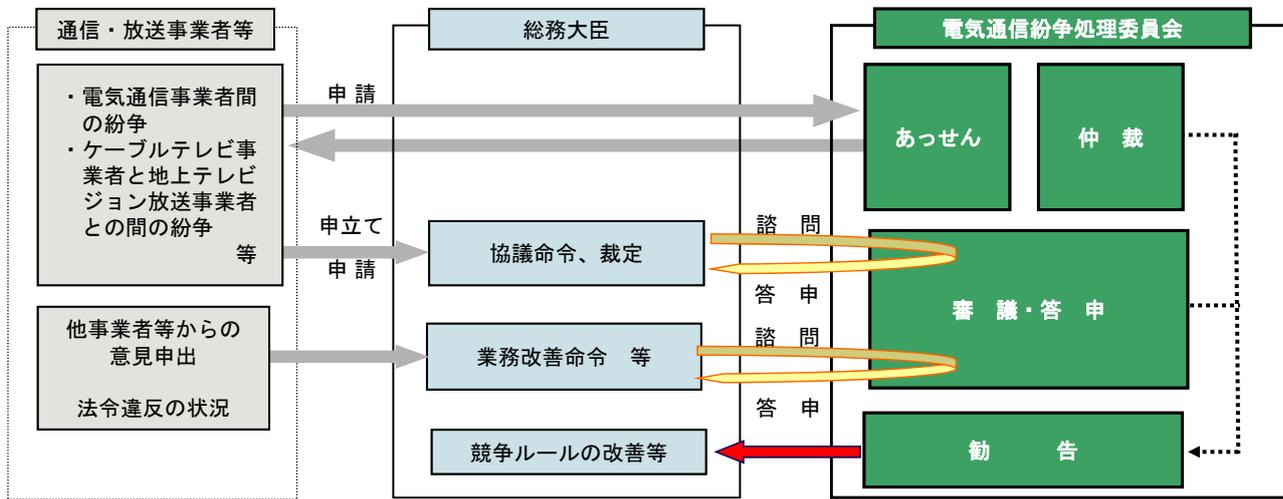 通信・放送事業者等
総務大臣
電気通信紛争処理委員会
・電気通信事業者間
の紛争
・ケーブルテレビ事
業者と地上テレビ
ジョン放送事業者
との間の紛争
等
申 請
あっせん
仲 裁
申立て
申 請
協議命令、裁定
諮 問
答 申
審 議・答 申
他事業者等からの
意見申出
法令違反の状況
業務改善命令 等
諮 問
答 申
競争ルールの改善等
勧 告